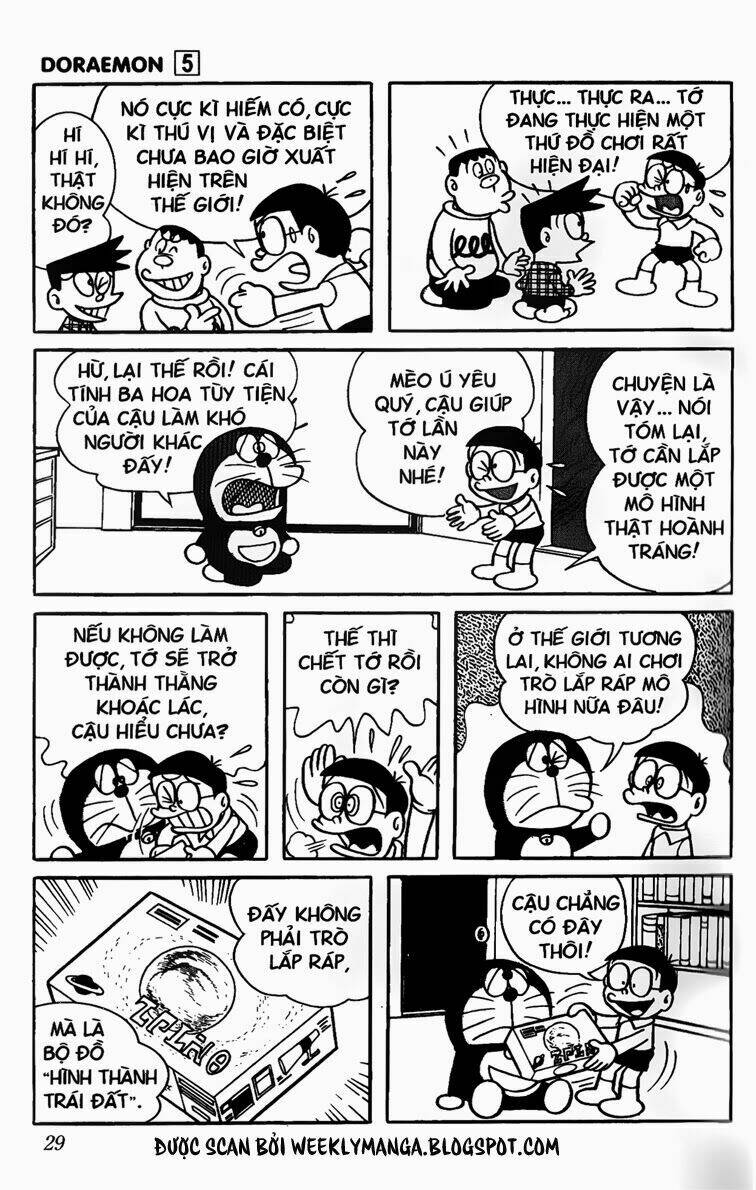 DORAEMON 5
THỰC... THỰC RA... TỚ
ĐANG THỰC HIỆN MỘT
THỨ ĐỒ CHƠI RẤT
HIỆN ĐẠI!
NÓ CỰC KÌ HIẾM CÓ, CỰC
KÌ THÚ VỊ VÀ ĐẶC BIỆT
CHƯA BAO GIỜ XUẤT
HIỆN TRÊN
THẾ GIỚI!
HÍ
HÍ HÍ,
THẬT
KHÔNG
ĐÓ?
CHUYỆN LÀ
VẬY... NÓI
TÓM LẠI,
TỚ CẦN LẮP
ĐƯỢC MỘT
MÔ HÌNH
THẬT HOÀNH
TRÁNG!
MÈO Ú YÊU
QUÝ, CẬU GIÚP
TỚ LẦN
NÀY
NHÉ!
HỪ, LẠI THẾ RỒI! CÁI
TÍNH BA HOA TÙY TIỆN
CỦA CẬU LÀM KHÓ
NGƯỜI KHÁC
ĐẤY!
Ở THẾ GIỚI TƯƠNG
LAI, KHÔNG AI CHƠI
TRÒ LẮP RÁP MÔ
HÌNH NỮA ĐÂU!
THẾ THÌ
CHẾT TỚ RỒI
CÒN GÌ?
NẾU KHÔNG LÀM
ĐƯỢC, TỚ SẼ TRỞ
THÀNH THẰNG
KHOÁC LÁC,
CẬU HIỂU CHƯA?
CẬU CHẲNG
CÓ ĐÂY
THÔI!
ĐẤY KHÔNG
PHẢI TRÒ
LẮP RÁP,
MÀ LÀ
BỘ ĐỒ
“HÌNH THÀNH
TRÁI ĐẤT”.
29
ĐƯỢC SCAN BỞI WEEKLYMANGA.BLOGSPOT.COM